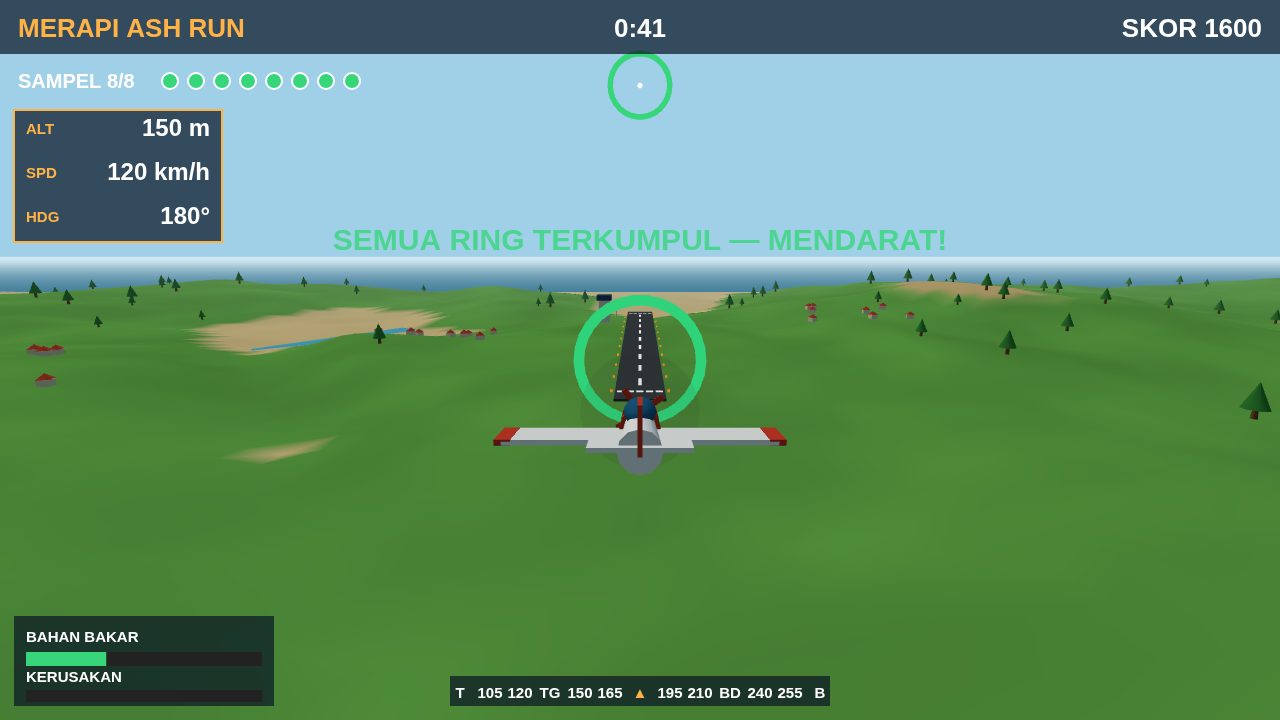 MERAPI ASH RUN
0:41
SKOR 1600
SAMPEL 8/8
ALT 150 m
SPD 120 km/h
HDG 180°
SEMUA RING TERKUMPUL — MENDARAT!
BAHAN BAKAR
KERUSAKAN
T 105 120 TG 150 165 ▲ 195 210 BD 240 255 B